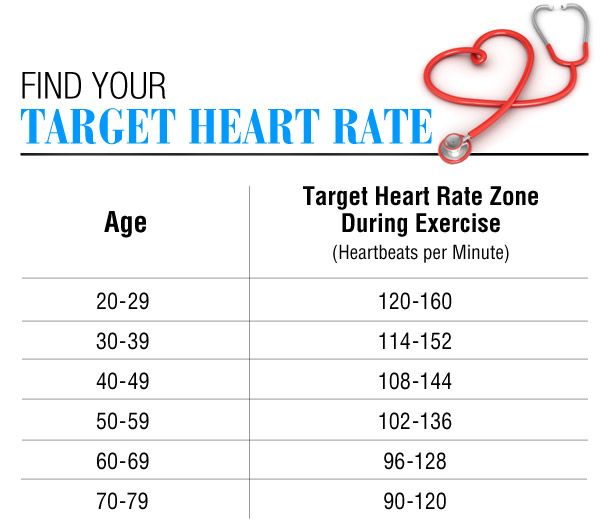 FIND YOUR
TARGET HEART RATE
Age
Target Heart Rate Zone
During Exercise
(Heartbeats per Minute)
20-29 120-160
30-39 114-152
40-49 108-144
50-59 102-136
60-69 96-128
70-79 90-120